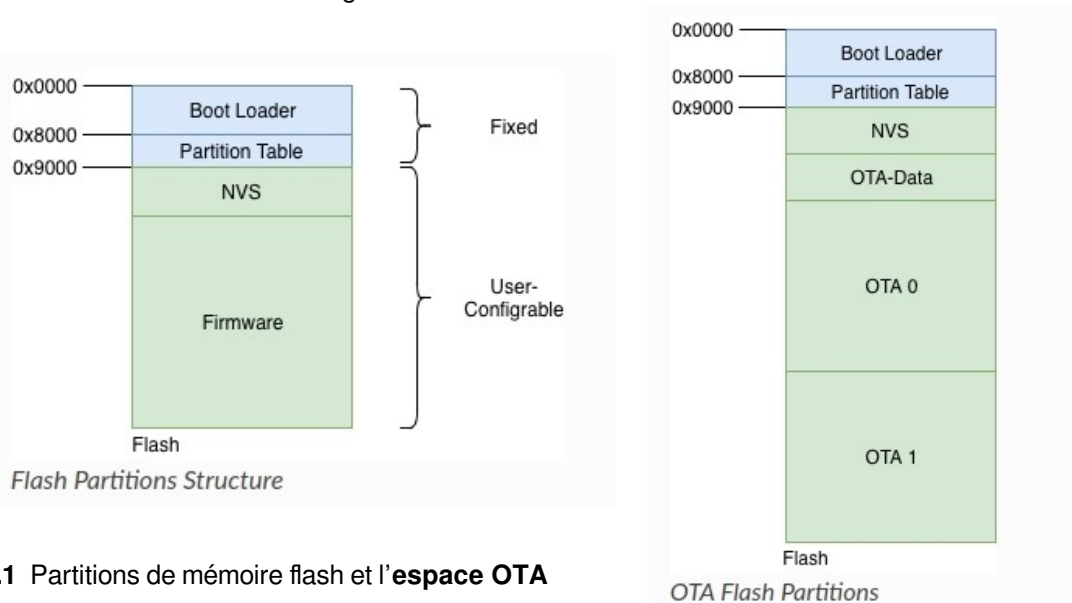 0x0000
Boot Loader
0x8000
Partition Table
0x9000
NVS
Firmware
Fixed
User-
Configrable
Flash
Flash Partitions Structure
0x0000
Boot Loader
0x8000
Partition Table
0x9000
NVS
OTA-Data
OTA 0
OTA 1
Flash
OTA Flash Partitions
.1 Partitions de mémoire flash et l’espace OTA